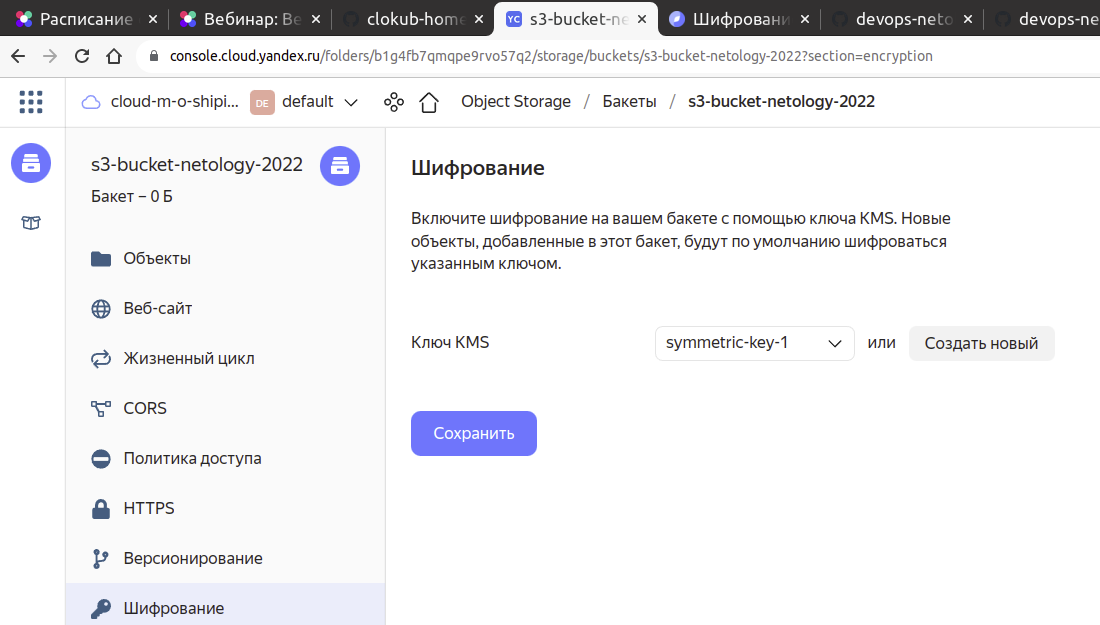 Расписание
Вебинар: Ве
clokub-home
s3-bucket-ne
Шифровани
devops-neto
devops-ne
console.cloud.yandex.ru/folders/b1g4fb7qmqpe9rvo57q2/storage/buckets/s3-bucket-netology-2022?section=encryption
cloud-m-o-shipi... DE default Object Storage / Бакеты / s3-bucket-netology-2022
s3-bucket-netology-2022
Бакет – 0 Б
Объекты
Веб-сайт
Жизненный цикл
CORS
Политика доступа
HTTPS
Версионирование
Шифрование
Шифрование
Включите шифрование на вашем бакете с помощью ключа KMS. Новые
объекты, добавленные в этот бакет, будут по умолчанию шифроваться
указанным ключом.
Ключ KMS symmetric-key-1 или Создать новый
Сохранить